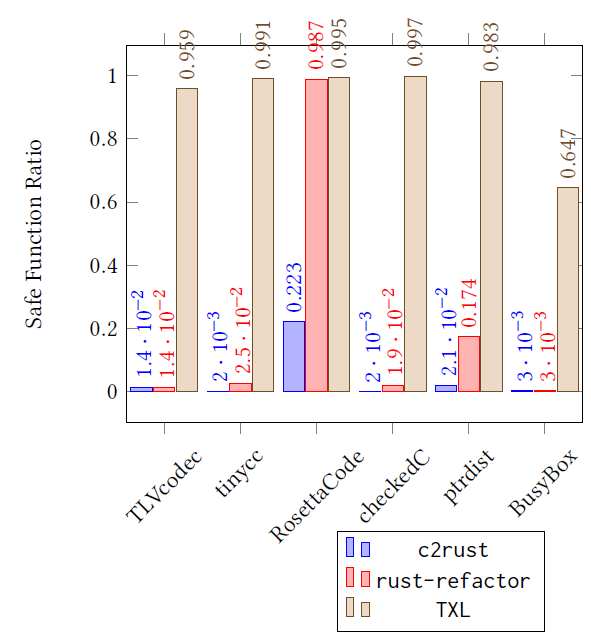 Safe Function Ratio
1
0.8
0.6
0.4
0.2
0
1.4 · 10⁻²
1.4 · 10⁻²
0.959
2 · 10⁻³
2.5 · 10⁻²
0.991
0.223
0.987
0.995
2 · 10⁻³
1.9 · 10⁻²
0.997
2.1 · 10⁻²
0.174
0.983
3 · 10⁻³
3 · 10⁻³
0.647
TLVcodec
tinycc
RosettaCode
checkedC
ptrdist
BusyBox
c2rust
rust-refactor
TXL